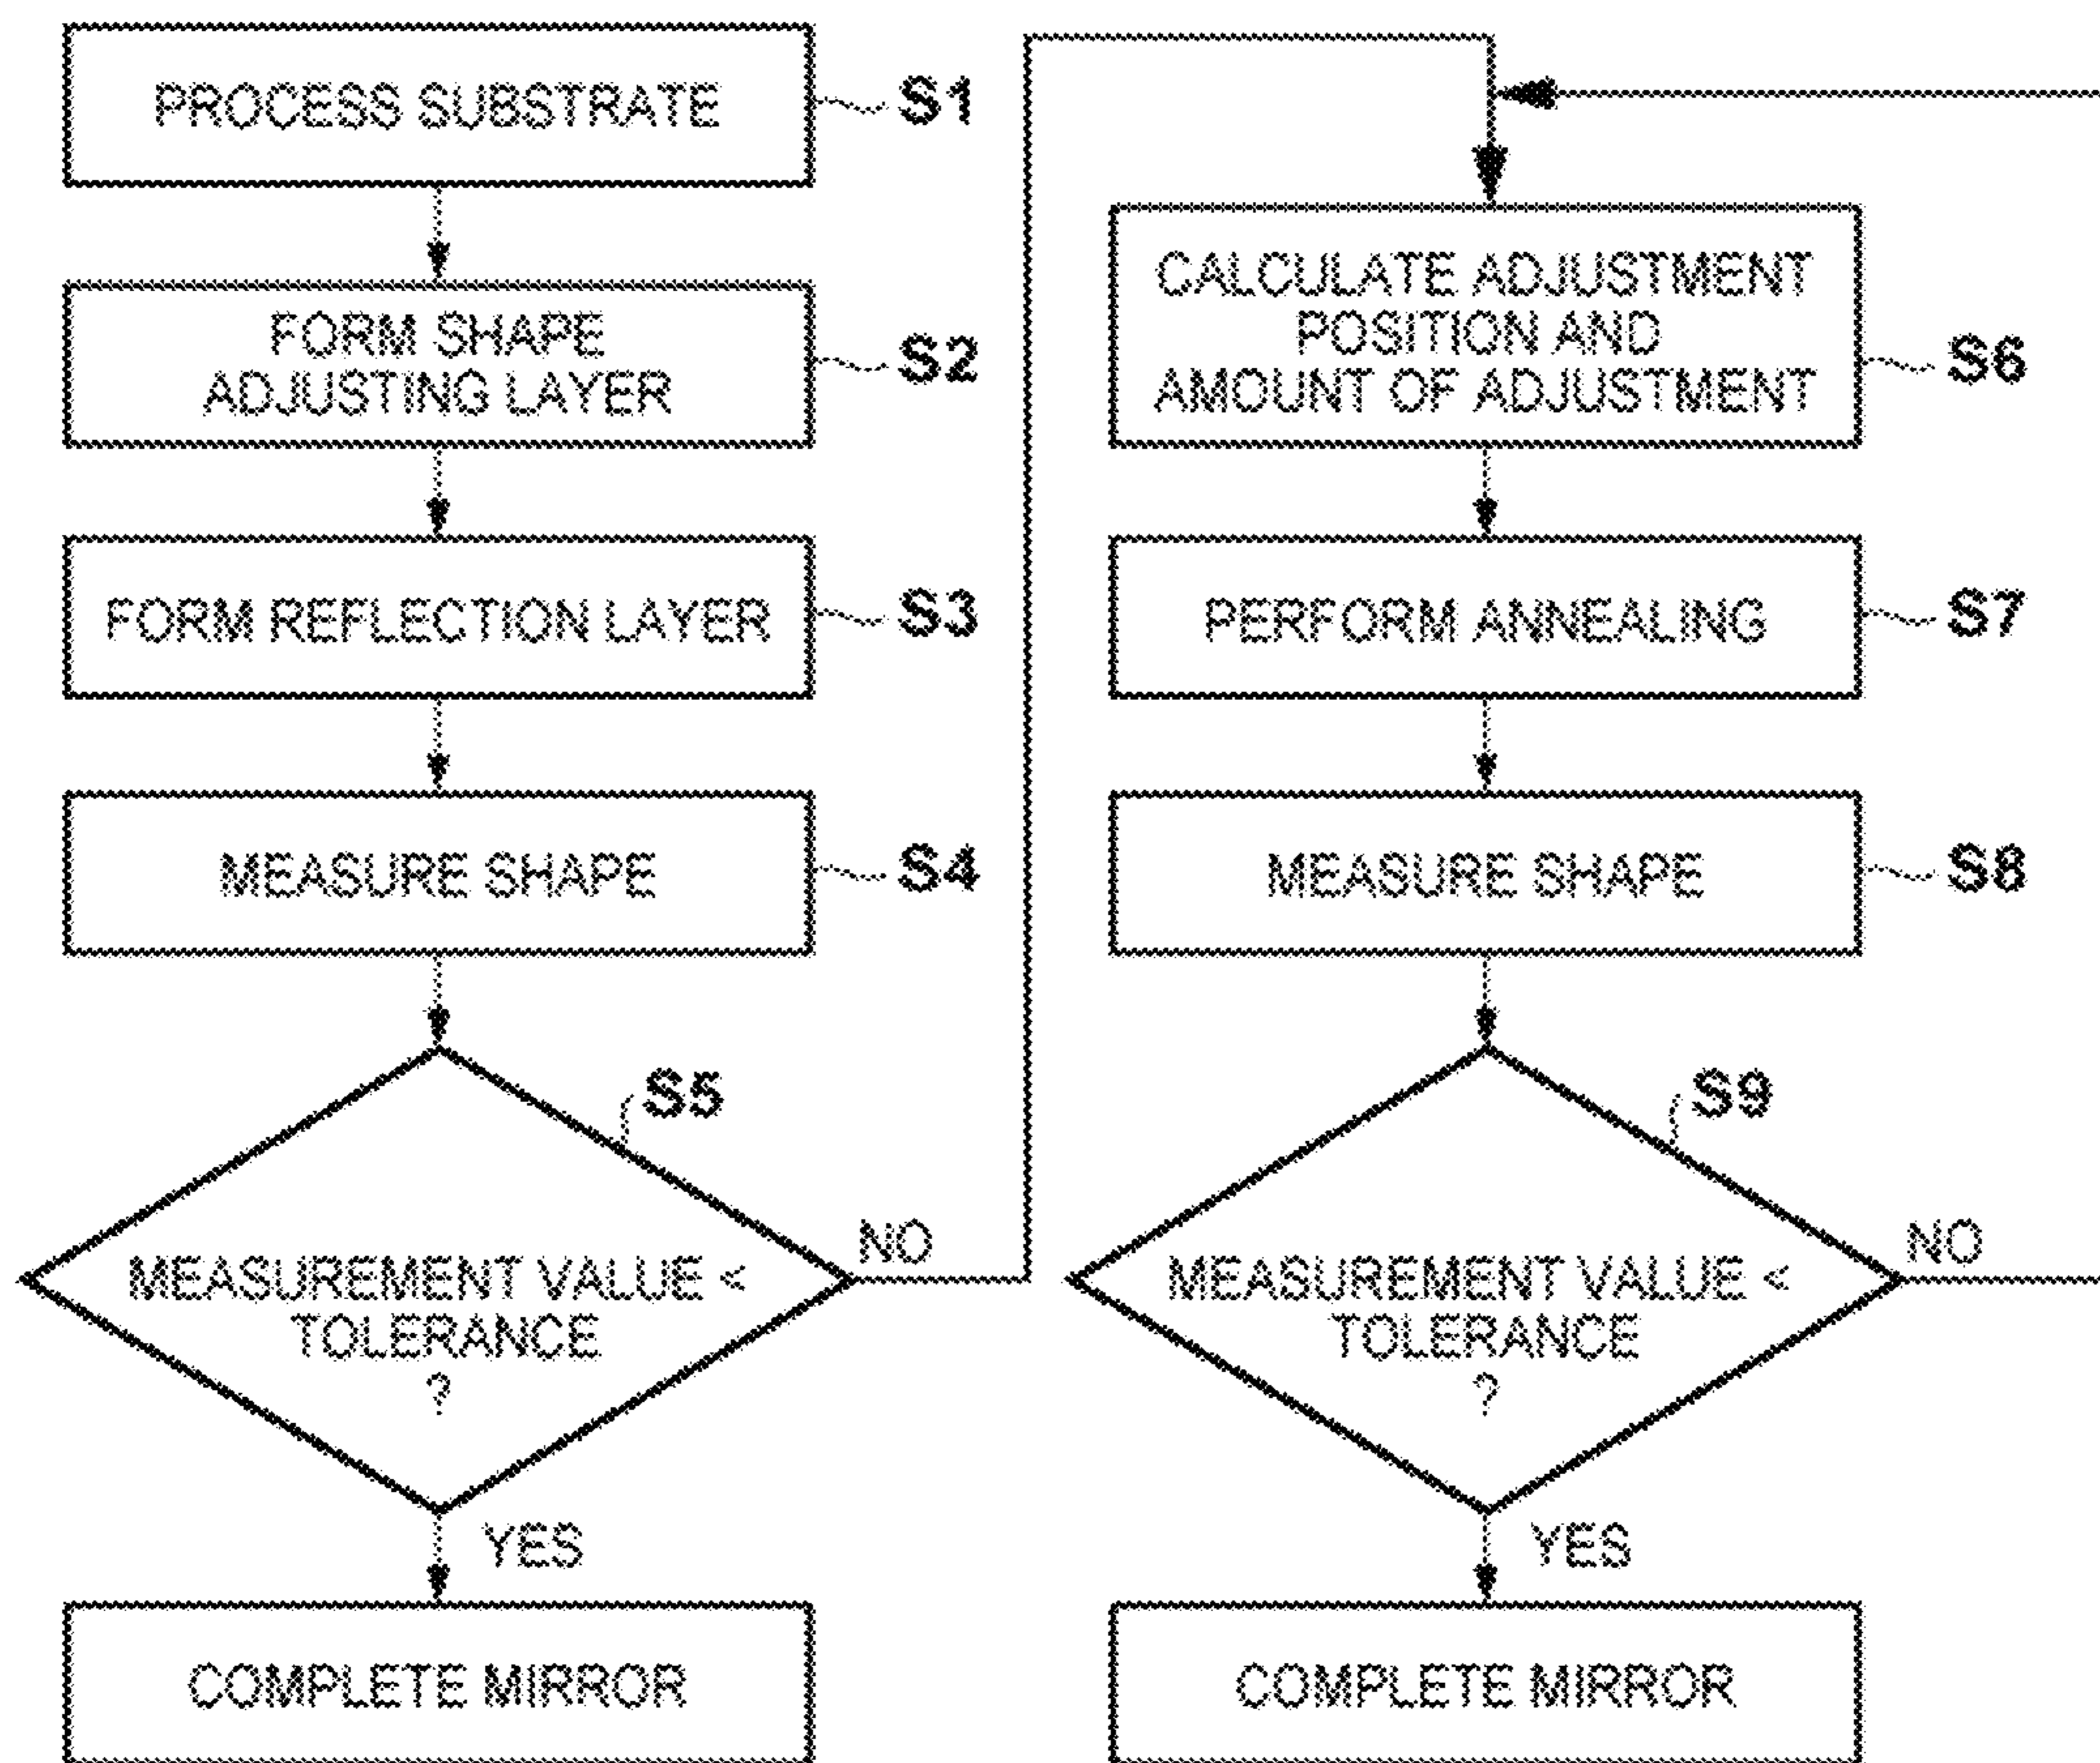 PROCESS SUBSTRATE
S1
FORM SHAPE
ADJUSTING LAYER
S2
FORM REFLECTION LAYER
S3
MEASURE SHAPE
S4
S5
MEASUREMENT VALUE <
TOLERANCE
?
NO
YES
COMPLETE MIRROR
CALCULATE ADJUSTMENT
POSITION AND
AMOUNT OF ADJUSTMENT
S6
PERFORM ANNEALING
S7
MEASURE SHAPE
S8
S9
MEASUREMENT VALUE <
TOLERANCE
?
NO
YES
COMPLETE MIRROR